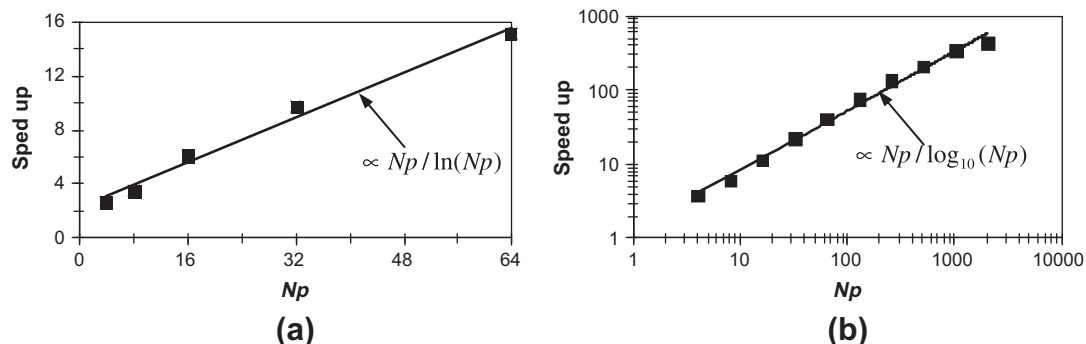 16
12
8
4
0
Sped up
∝ Np / ln(Np)
0 16 32 48 64
Np
(a)
1000
100
10
1
Speed up
∝ Np / log₁₀ (Np)
1 10 100 1000 10000
Np
(b)